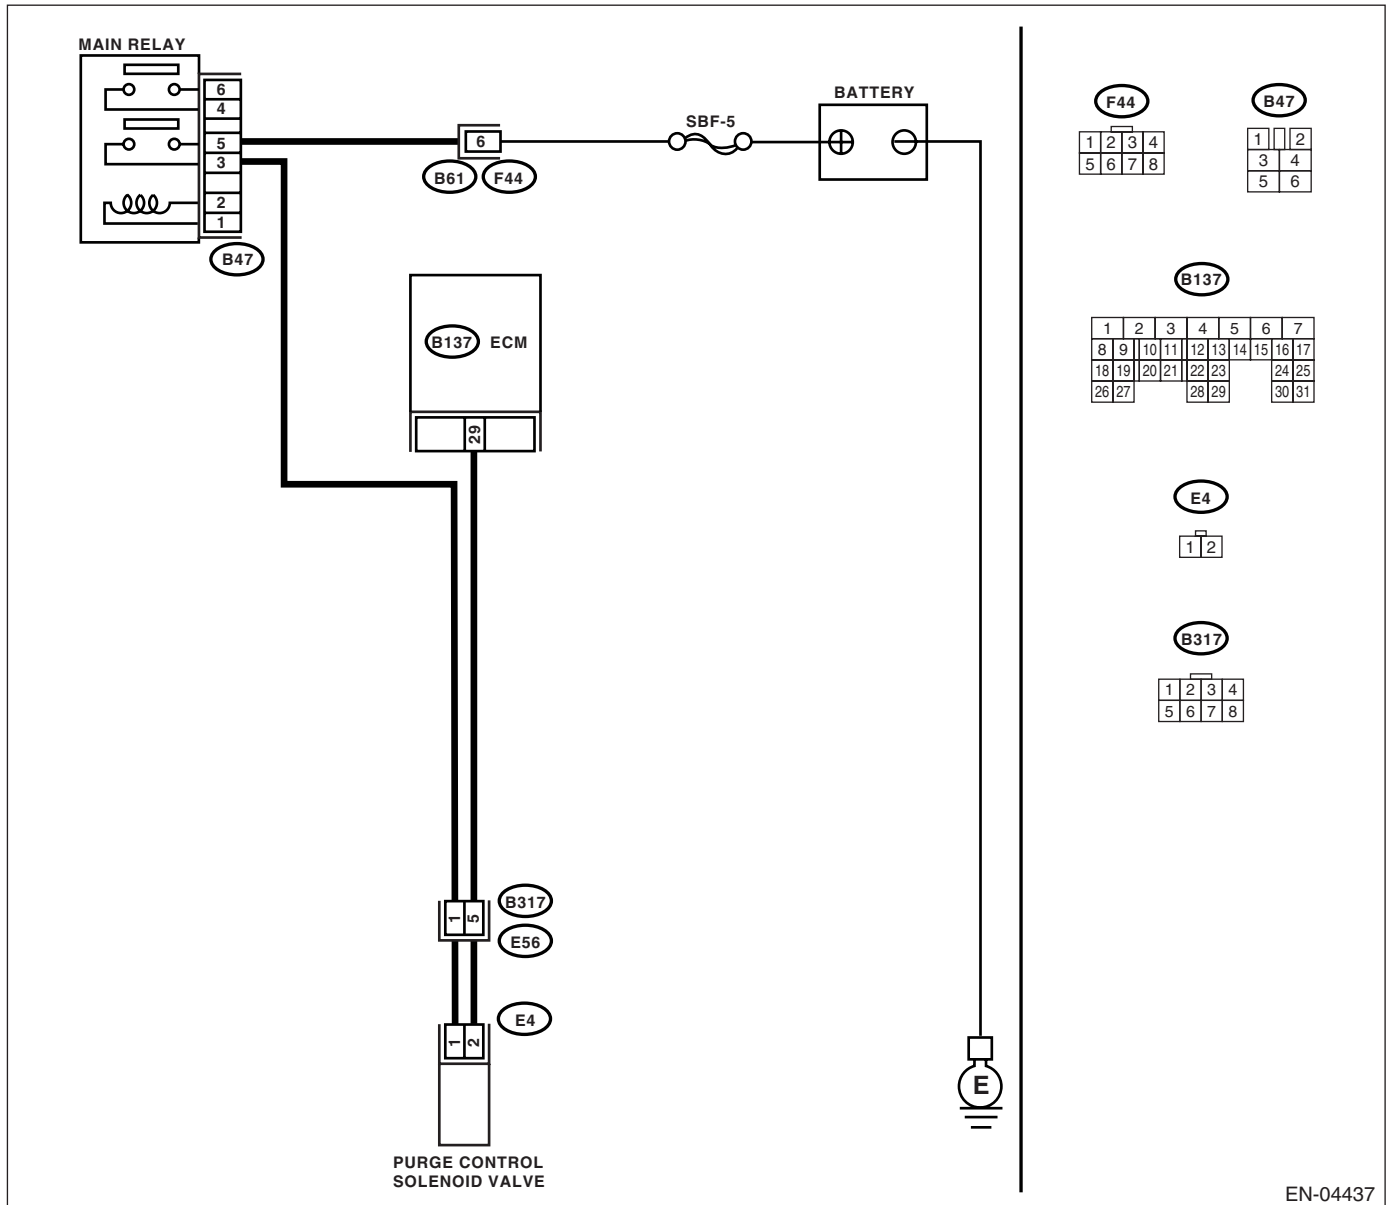 MAIN RELAY
6
4
5
3
2
1
B47
6
B61 F44
SBF-5
BATTERY
B137 ECM
29
1 5
B317
E56
E4
1 2
PURGE CONTROL
SOLENOID VALVE
E
F44
1 2 3 4
5 6 7 8
B47
1 2
3 4
5 6
B137
1 2 3 4 5 6 7
8 9 10 11 12 13 14 15 16 17
18 19 20 21 22 23 24 25
26 27 28 29 30 31
E4
1 2
B317
1 2 3 4
5 6 7 8
EN-04437